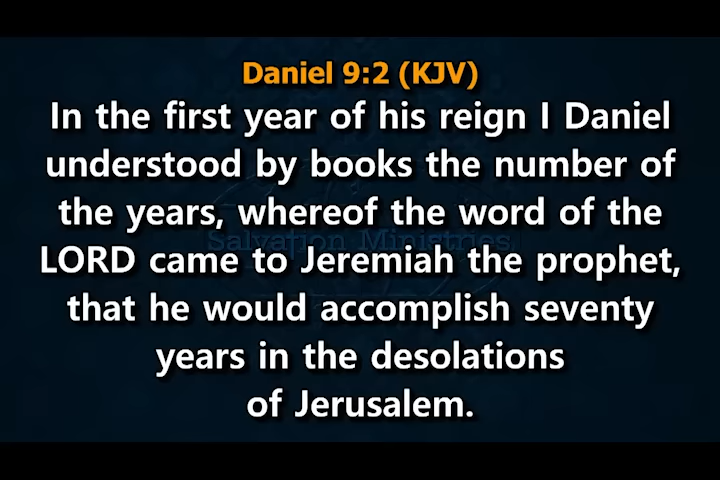 Daniel 9:2 (KJV)
In the first year of his reign I Daniel
understood by books the number of
the years, whereof the word of the
Salvation Ministries
LORD came to Jeremiah the prophet,
that he would accomplish seventy
years in the desolations
of Jerusalem.